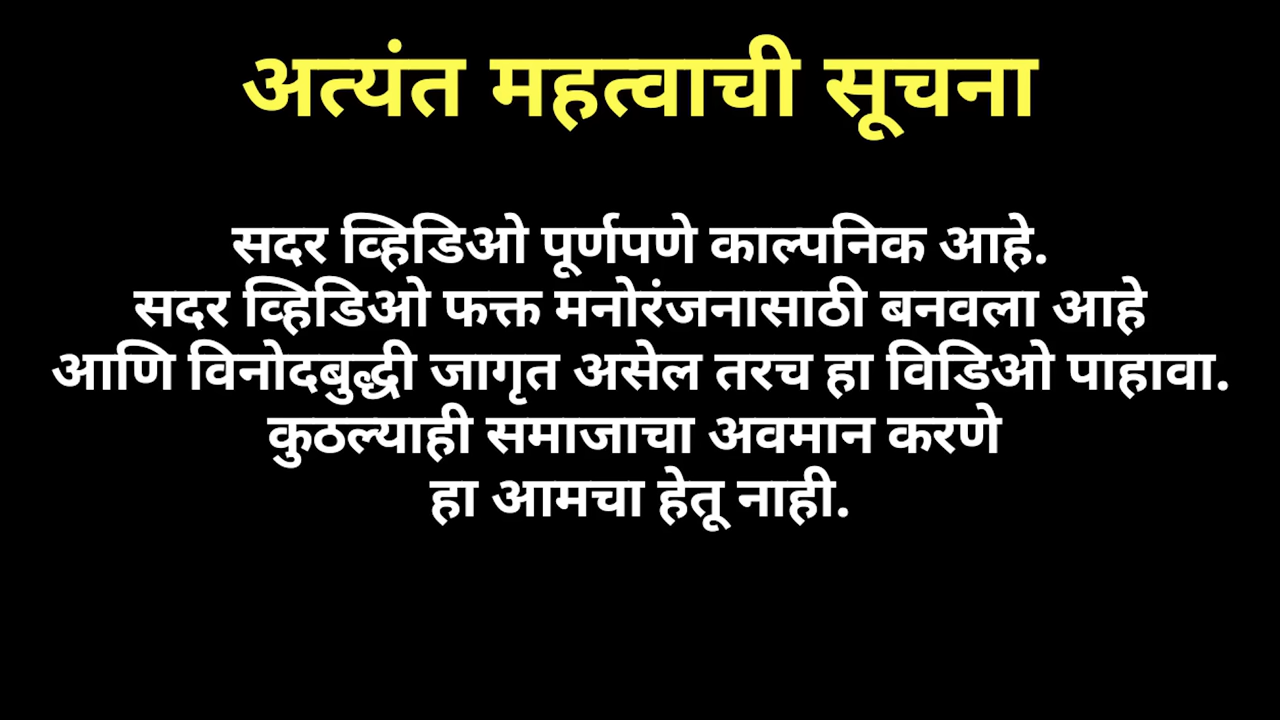 अत्यंत महत्वाची सूचना
सदर व्हिडिओ पूर्णपणे काल्पनिक आहे.
सदर व्हिडिओ फक्त मनोरंजनासाठी बनवला आहे
आणि विनोदबुद्धी जागृत असेल तरच हा विडिओ पाहावा.
कुठल्याही समाजाचा अवमान करणे
हा आमचा हेतू नाही.